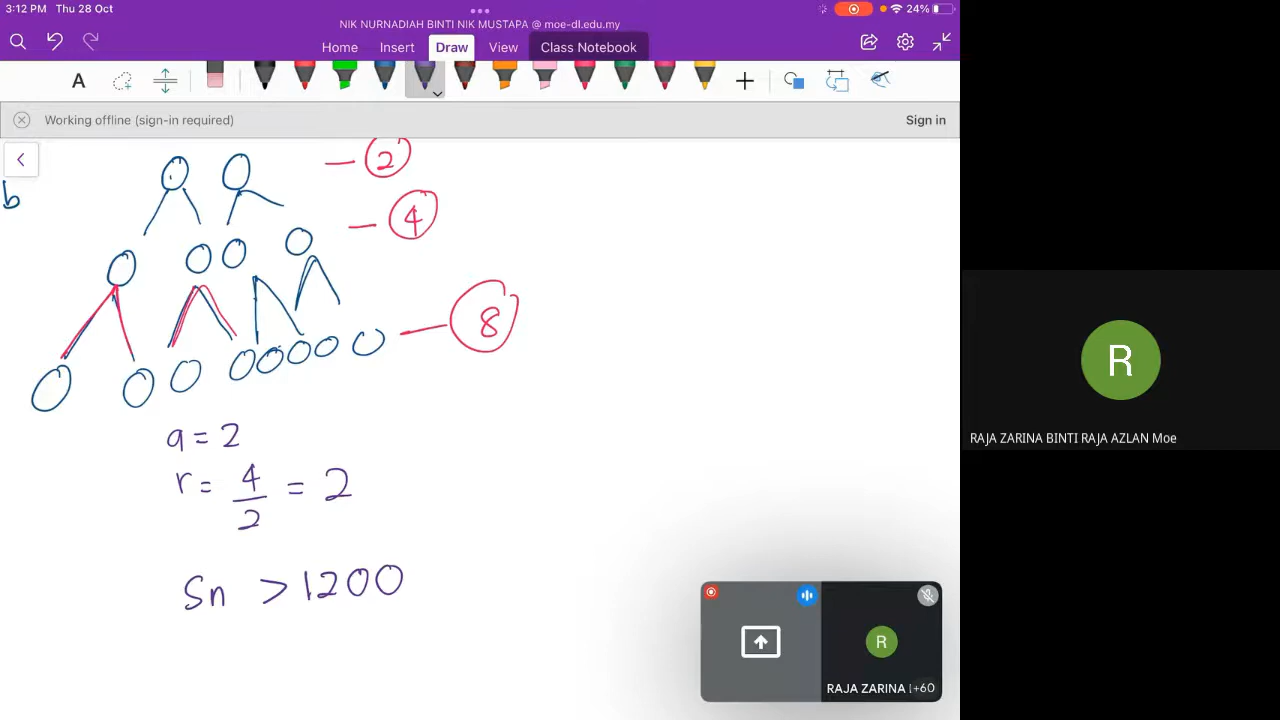 3:12 PM Thu 28 Oct
24%
NIK NURNADIAH BINTI NIK MUSTAPA @ moe-dl.edu.my
Home Insert Draw View Class Notebook
A
Working offline (sign-in required) Sign in
b
— 2
— 4
— 8
a = 2
r = 4/2 = 2
Sn > 1200
R
RAJA ZARINA BINTI RAJA AZLAN Moe
R
RAJA ZARINA I +60